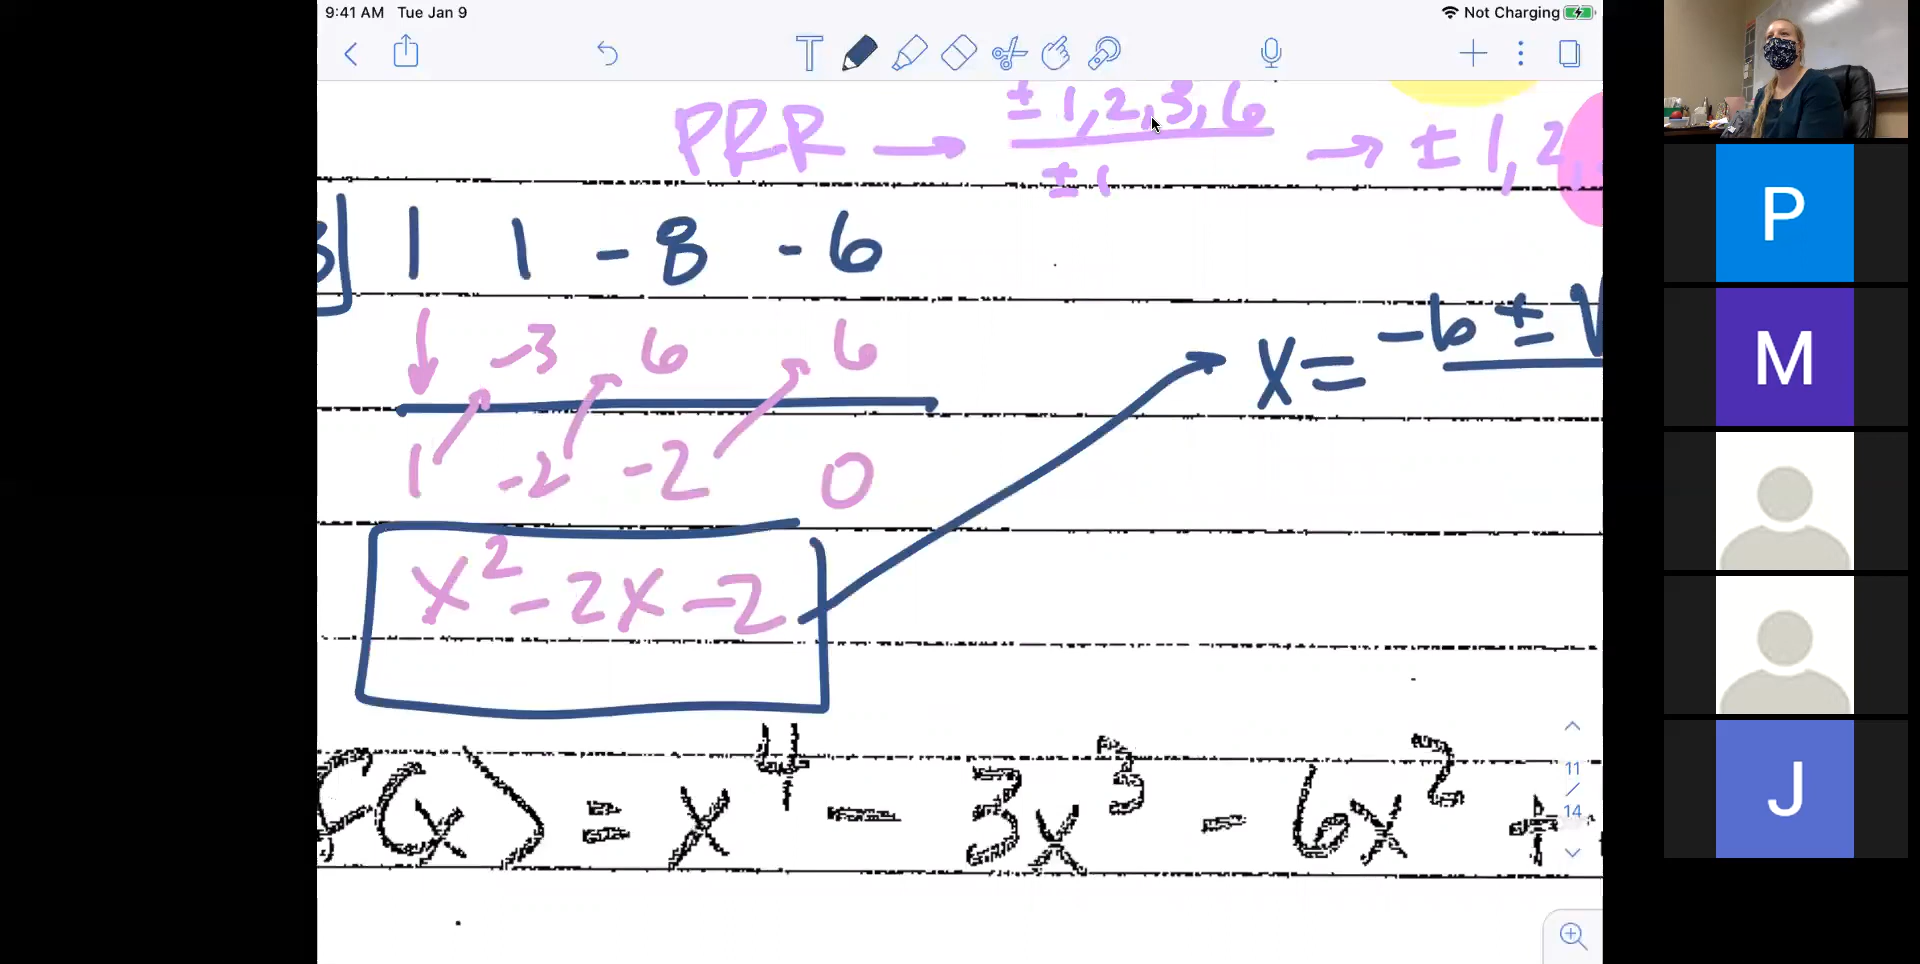 9:41 AM Tue Jan 9 Not Charging
T
PRR → ± 1, 2, 3, 6 / ± 1 → ± 1, 2,
3 | 1 1 -8 -6
-3 6 6
1 -2 -2 0
x² - 2x - 2
x = -b ± √
f(x) = x⁴ - 3x³ - 6x² +
11 / 14
P
M
J